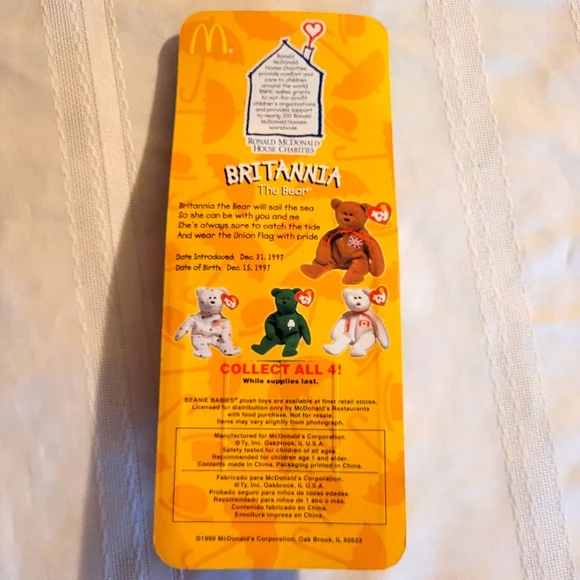 Ronald
McDonald
House Charities
provide comfort and
care to children
around the world.
RMHC makes grants
to not-for-profit
children's organizations
and provides support
to nearly 200 Ronald
McDonald Houses
worldwide.
RONALD MCDONALD
HOUSE CHARITIES
BRITANNIA
The Bear™
Britannia the Bear will sail the sea
So she can be with you and me
She's always sure to catch the tide
And wear the Union Flag with pride
Date Introduced: Dec. 31, 1997
Date of Birth: Dec. 15, 1997
ty
ty
ty
ty
COLLECT ALL 4!
While supplies last.
BEANIE BABIES® plush toys are available at finer retail stores.
Licensed for distribution only by McDonald's Restaurants
with food purchase. Not for resale.
Items may vary slightly from photograph.
Manufactured for McDonald's Corporation.
©Ty, Inc. Oakbrook, IL U.S.A.
Safety tested for children of all ages.
Recommended for children age 1 and older.
Contents made in China. Packaging printed in China.
Fabricado para McDonald's Corporation.
©Ty, Inc. Oakbrook, IL U.S.A.
Probado seguro para niños de todas edades.
Recomendado para niños de 1 año o más.
Contenido fabricado en China.
Envoltura impresa en China.
©1999 McDonald's Corporation, Oak Brook, IL 60523